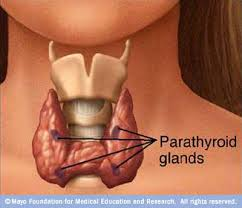 Parathyroid
glands
© Mayo Foundation for Medical Education and Research. All rights reserved.